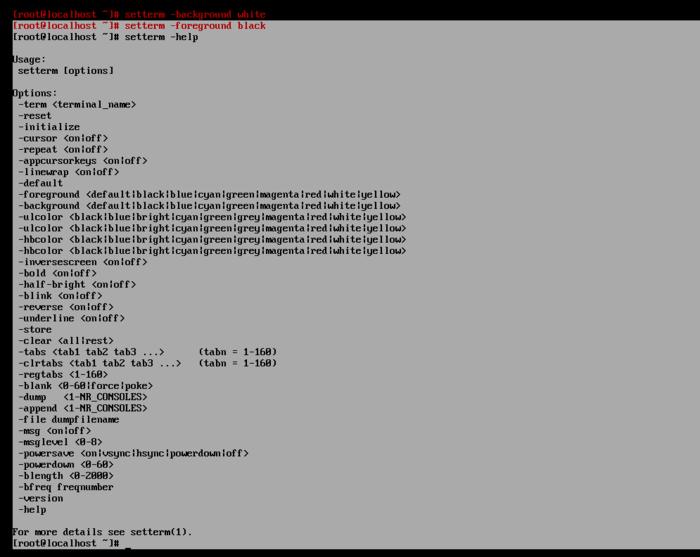 [root@localhost ~]# setterm -background white
[root@localhost ~]# setterm -foreground black
[root@localhost ~]# setterm -help
Usage:
 setterm [options]
Options:
 -term <terminal_name>
 -reset
 -initialize
 -cursor <on|off>
 -repeat <on|off>
 -appcursorkeys <on|off>
 -linewrap <on|off>
 -default
 -foreground <default|black|blue|cyan|green|magenta|red|white|yellow>
 -background <default|black|blue|cyan|green|magenta|red|white|yellow>
 -ulcolor <black|blue|bright|cyan|green|grey|magenta|red|white|yellow>
 -ulcolor <black|blue|bright|cyan|green|grey|magenta|red|white|yellow>
 -hbcolor <black|blue|bright|cyan|green|grey|magenta|red|white|yellow>
 -hbcolor <black|blue|bright|cyan|green|grey|magenta|red|white|yellow>
 -inversescreen <on|off>
 -bold <on|off>
 -half-bright <on|off>
 -blink <on|off>
 -reverse <on|off>
 -underline <on|off>
 -store
 -clear <all|rest>
 -tabs <tab1 tab2 tab3 ...>      (tabn = 1-160)
 -clrtabs <tab1 tab2 tab3 ...>   (tabn = 1-160)
 -regtabs <1-160>
 -blank <0-60|force|poke>
 -dump   <1-NR_CONSOLES>
 -append <1-NR_CONSOLES>
 -file dumpfilename
 -msg <on|off>
 -msglevel <0-8>
 -powersave <on|vsync|hsync|powerdown|off>
 -powerdown <0-60>
 -blength <0-2000>
 -bfreq freqnumber
 -version
 -help
For more details see setterm(1).
[root@localhost ~]# _